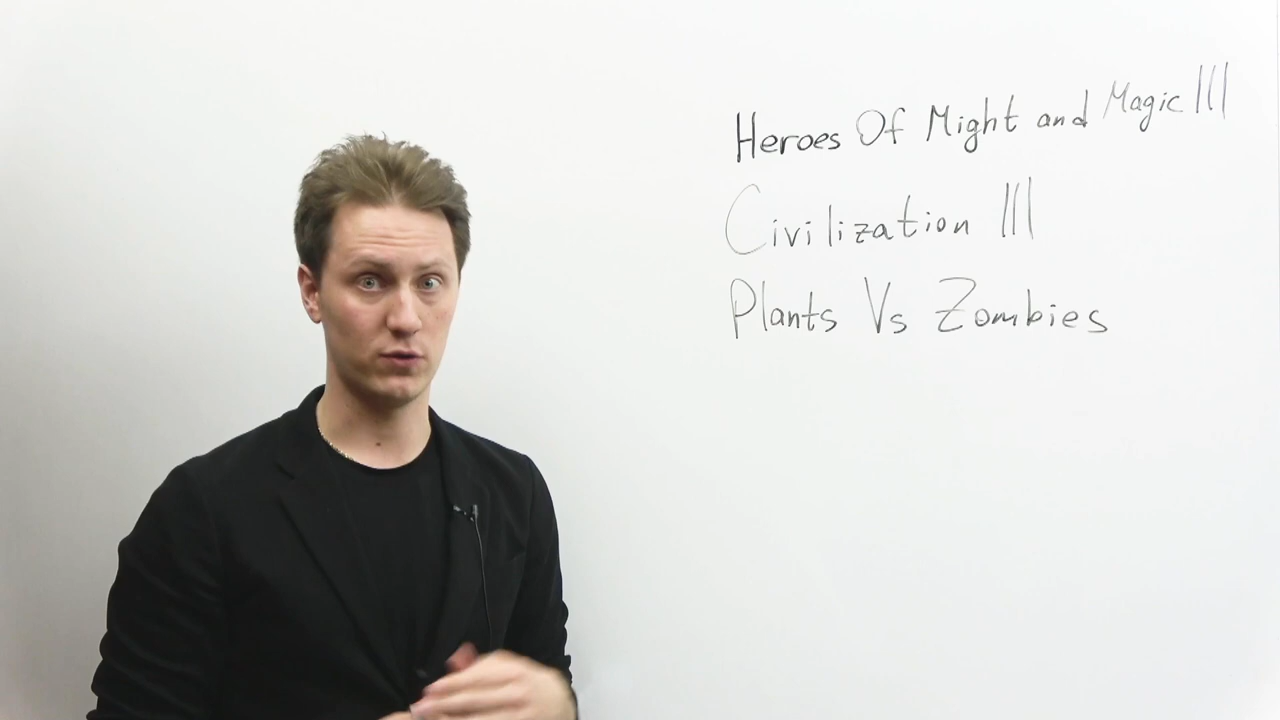 Heroes Of Might and Magic III
Civilization III
Plants Vs Zombies